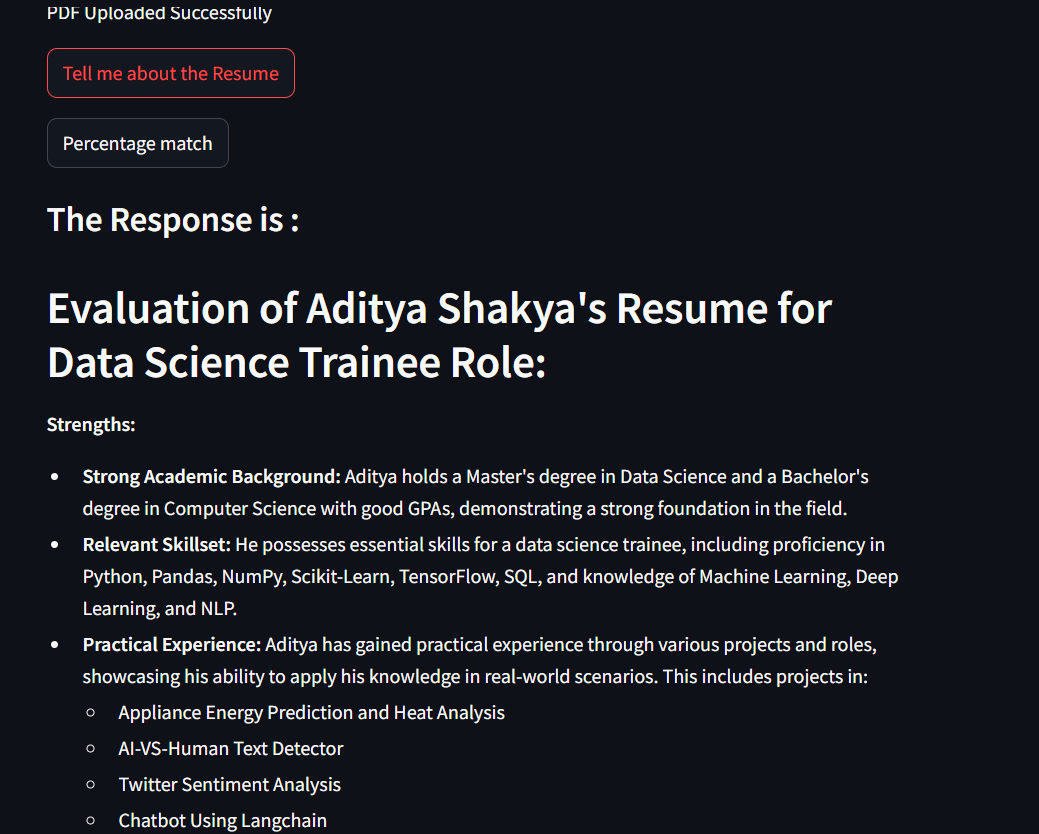 PDF Uploaded Successfully
Tell me about the Resume
Percentage match
The Response is :
Evaluation of Aditya Shakya's Resume for
Data Science Trainee Role:
Strengths:
• Strong Academic Background: Aditya holds a Master's degree in Data Science and a Bachelor's
degree in Computer Science with good GPAs, demonstrating a strong foundation in the field.
• Relevant Skillset: He possesses essential skills for a data science trainee, including proficiency in
Python, Pandas, NumPy, Scikit-Learn, TensorFlow, SQL, and knowledge of Machine Learning, Deep
Learning, and NLP.
• Practical Experience: Aditya has gained practical experience through various projects and roles,
showcasing his ability to apply his knowledge in real-world scenarios. This includes projects in:
○ Appliance Energy Prediction and Heat Analysis
○ AI-VS-Human Text Detector
○ Twitter Sentiment Analysis
○ Chatbot Using Langchain